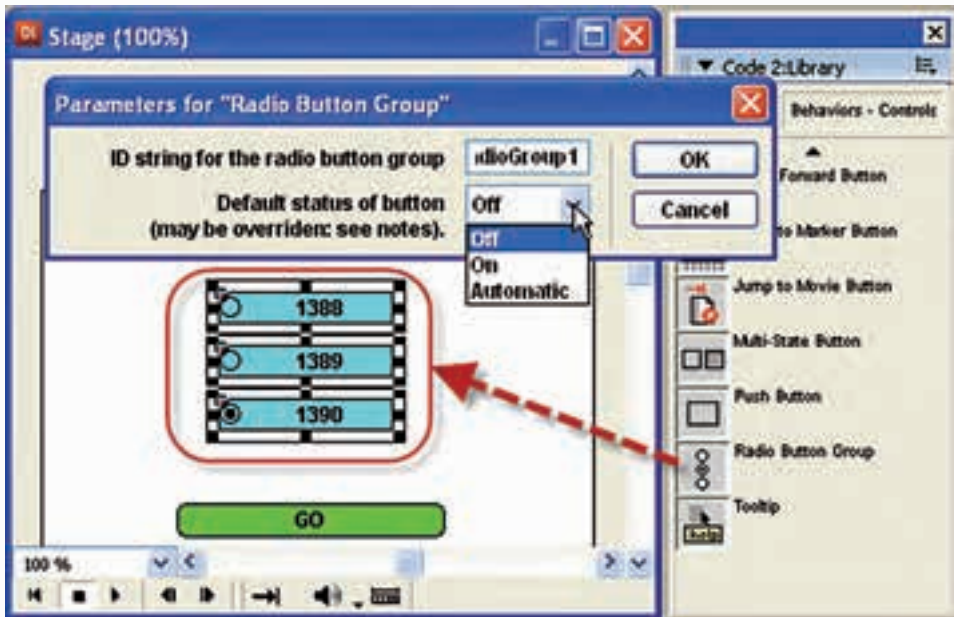 Stage (100%)
Parameters for "Radio Button Group"
ID string for the radio button group
dioGroup1
Default status of button
(may be overriden: see notes).
Off
Off
On
Automatic
OK
Cancel
1388
1389
1390
GO
100 %
Code 2:Library
Behaviors - Controls
Forward Button
to Marker Button
Jump to Movie Button
Multi-State Button
Push Button
Radio Button Group
Tooltip
help